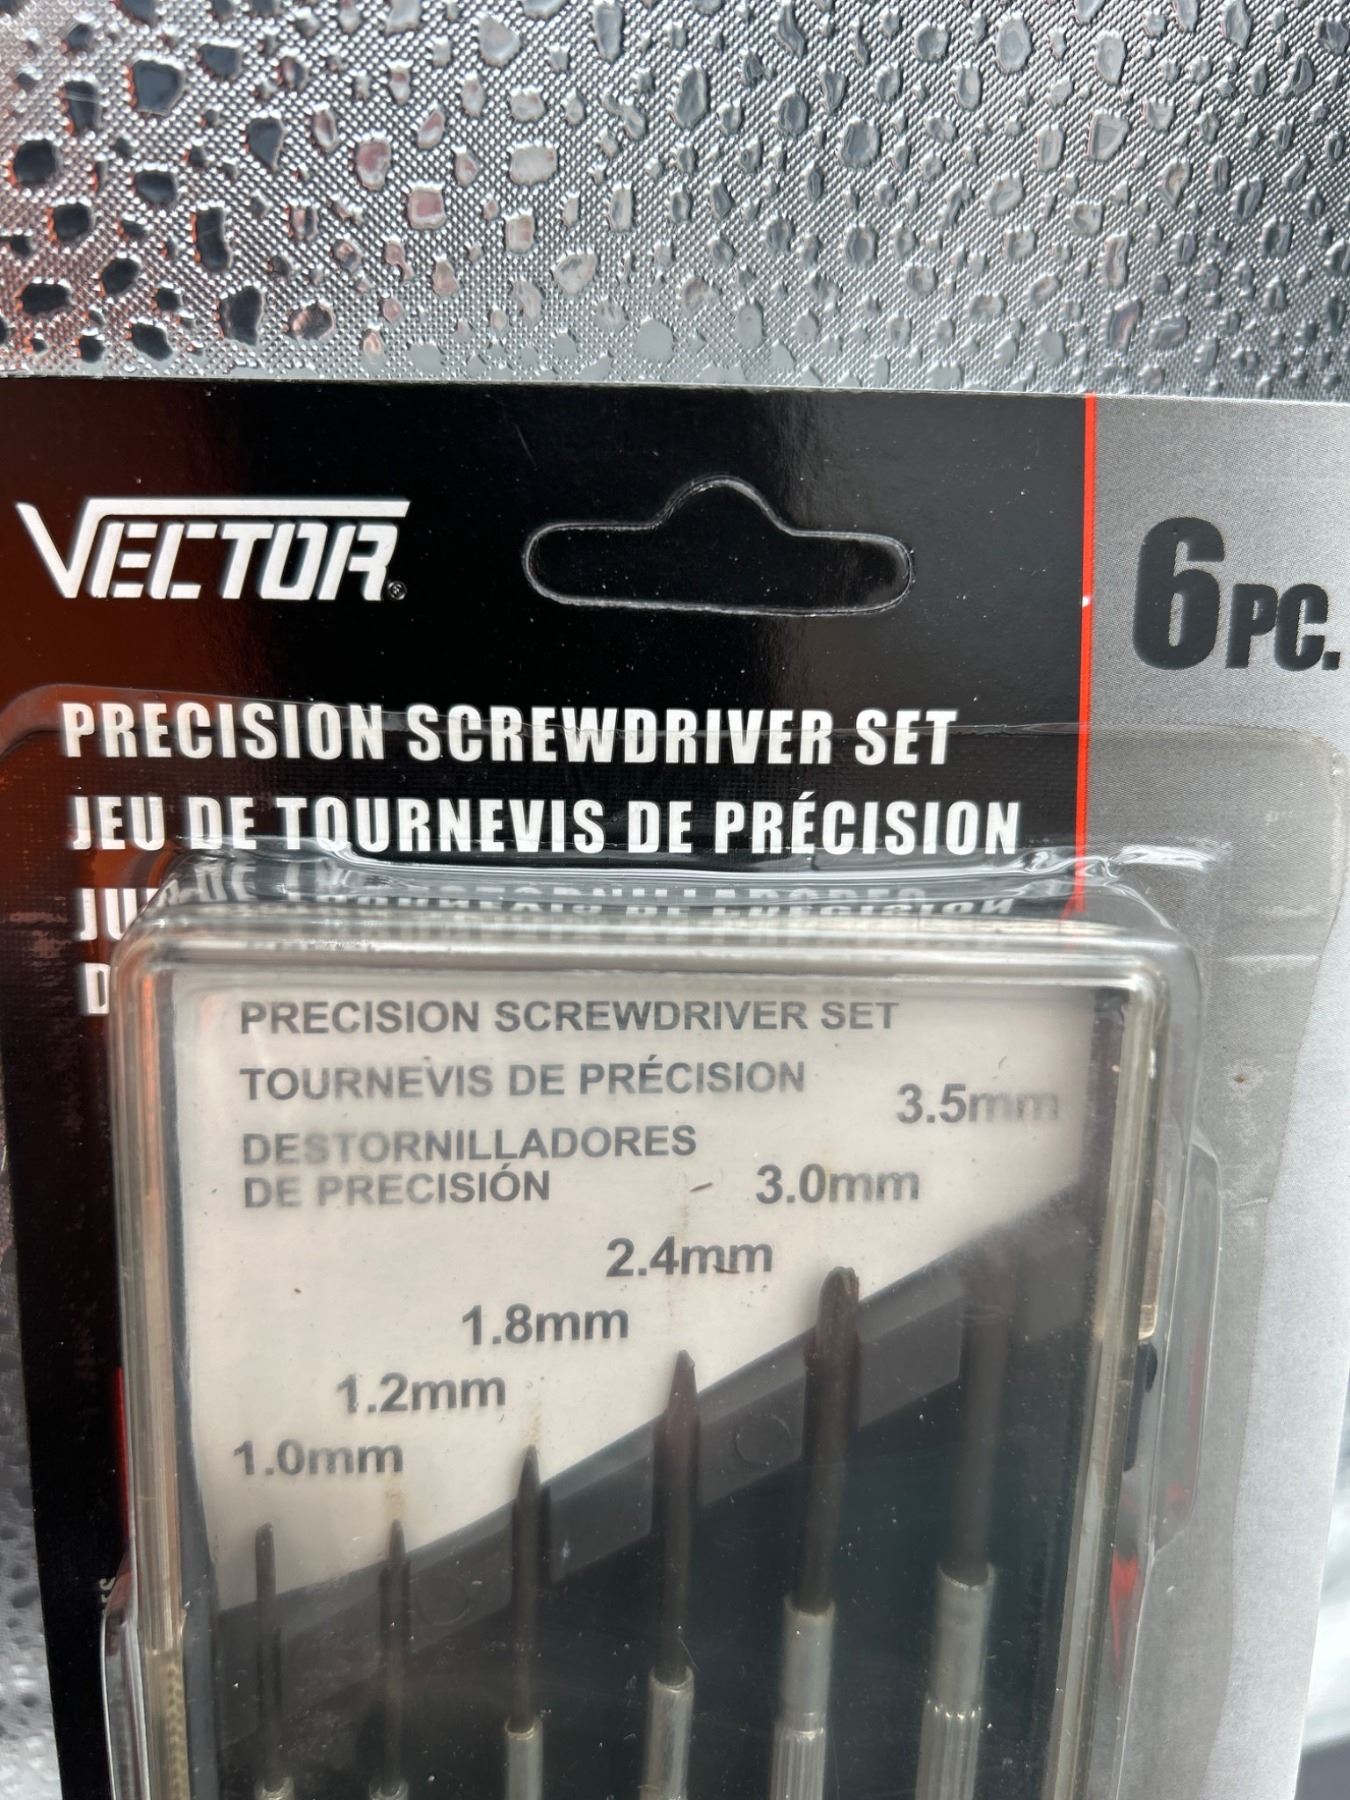 VECTOR®
6PC.
PRECISION SCREWDRIVER SET
JEU DE TOURNEVIS DE PRÉCISION
PRECISION SCREWDRIVER SET
TOURNEVIS DE PRÉCISION
DESTORNILLADORES
DE PRECISIÓN
3.5mm
3.0mm
2.4mm
1.8mm
1.2mm
1.0mm